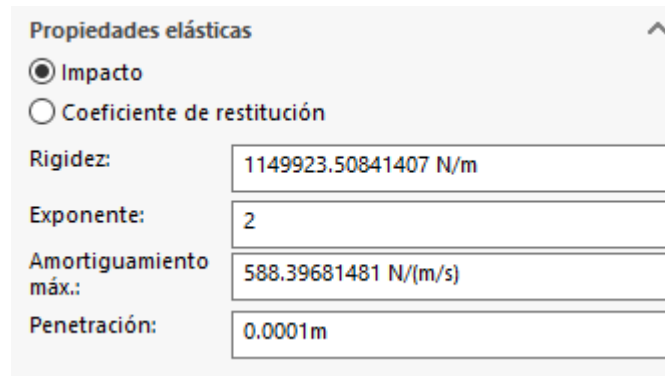 Propiedades elásticas
Impacto
Coeficiente de restitución
Rigidez: 1149923.50841407 N/m
Exponente: 2
Amortiguamiento máx.: 588.39681481 N/(m/s)
Penetración: 0.0001m